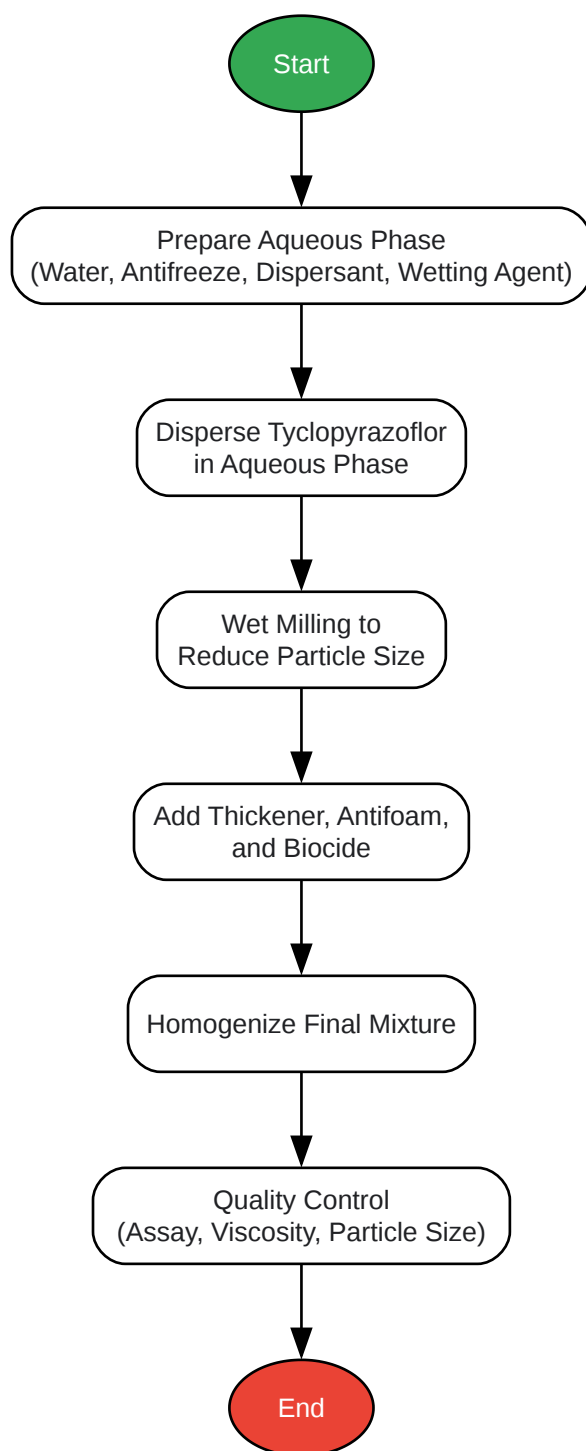 Start
Prepare Aqueous Phase
(Water, Antifreeze, Dispersant, Wetting Agent)
Disperse Tyclopyrazoflor
in Aqueous Phase
Wet Milling to
Reduce Particle Size
Add Thickener, Antifoam,
and Biocide
Homogenize Final Mixture
Quality Control
(Assay, Viscosity, Particle Size)
End